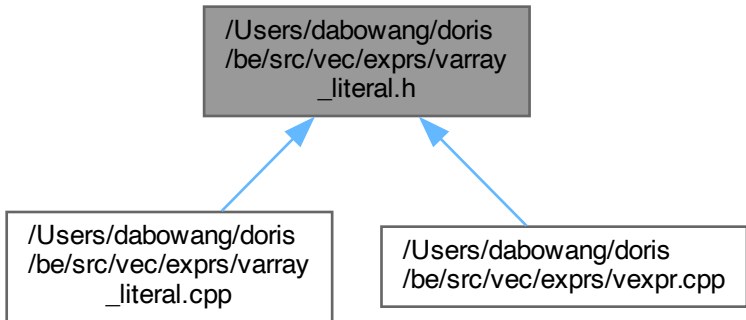 /Users/dabowang/doris
/be/src/vec/exprs/varray
_literal.h
/Users/dabowang/doris
/be/src/vec/exprs/varray
_literal.cpp
/Users/dabowang/doris
/be/src/vec/exprs/vexpr.cpp